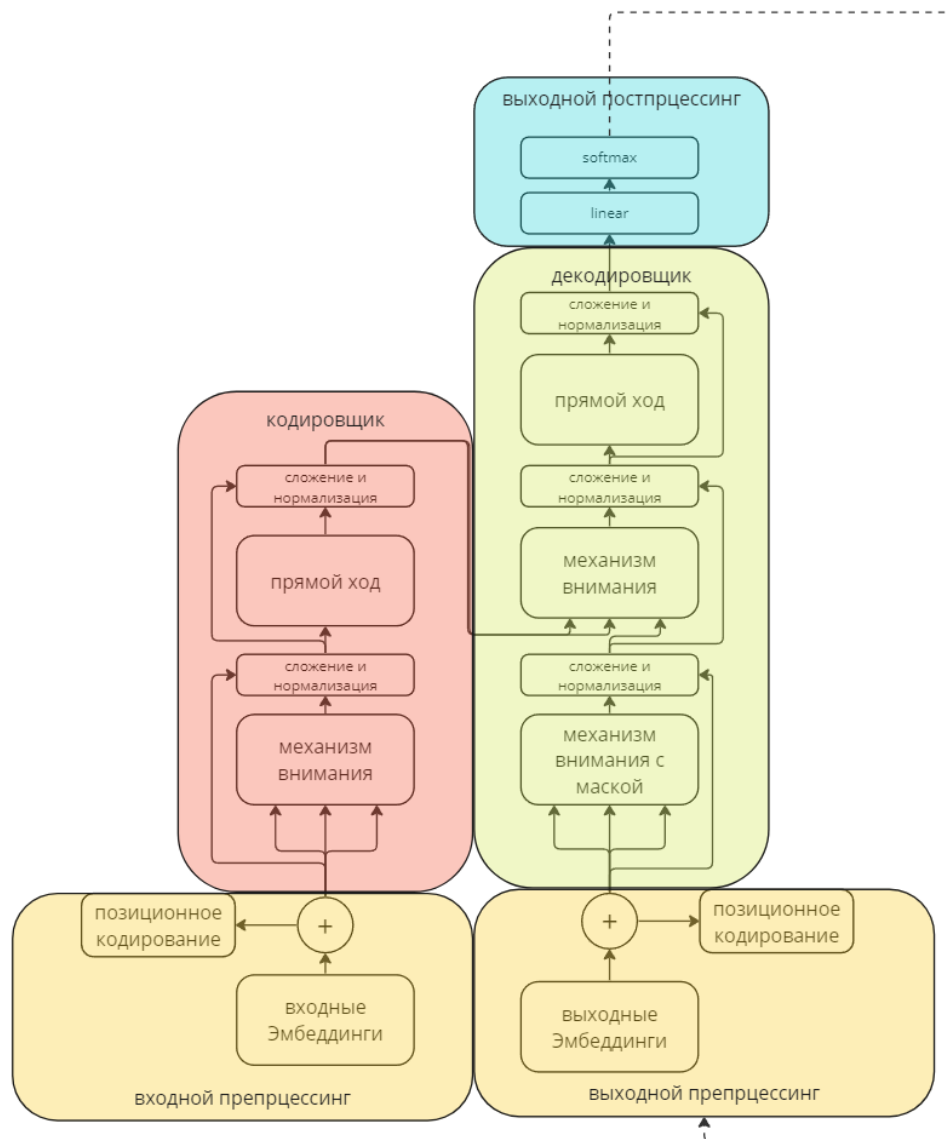 выходной постпрцессинг
softmax
linear
декодировщик
сложение и
нормализация
прямой ход
сложение и
нормализация
механизм
внимания
сложение и
нормализация
механизм
внимания с
маской
кодировщик
сложение и
нормализация
прямой ход
сложение и
нормализация
механизм
внимания
позиционное
кодирование
+
входные
Эмбеддинги
входной препрцессинг
+
позиционное
кодирование
выходные
Эмбеддинги
выходной препрцессинг